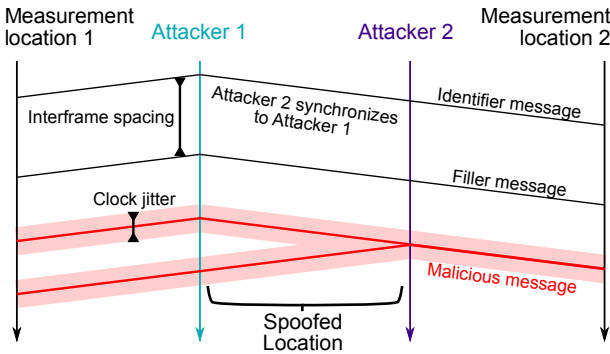 Measurement
location 1
Attacker 1
Attacker 2
Measurement
location 2
Interframe spacing
Attacker 2 synchronizes
to Attacker 1
Identifier message
Filler message
Clock jitter
Malicious message
Spoofed
Location